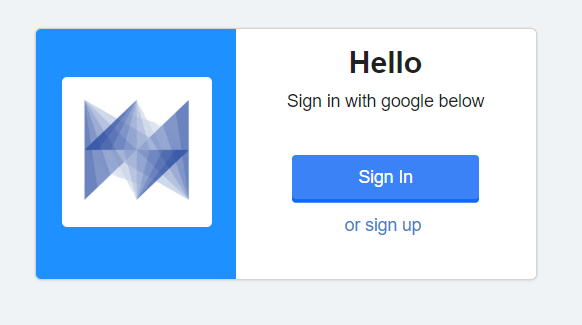 Hello
Sign in with google below
Sign In
or sign up